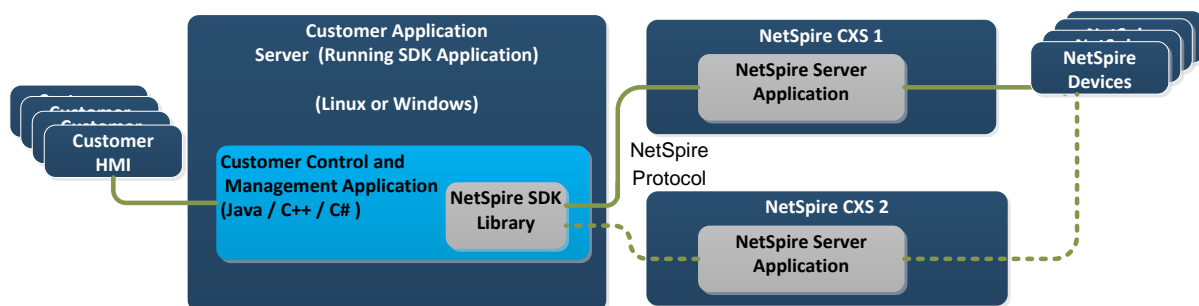 Customer Application
Server (Running SDK Application)
(Linux or Windows)
Customer
Customer
HMI
Customer Control and
Management Application
(Java / C++ / C# )
NetSpire SDK
Library
NetSpire
Protocol
NetSpire CXS 1
NetSpire Server
Application
NetSpire CXS 2
NetSpire Server
Application
NetSpire
Devices